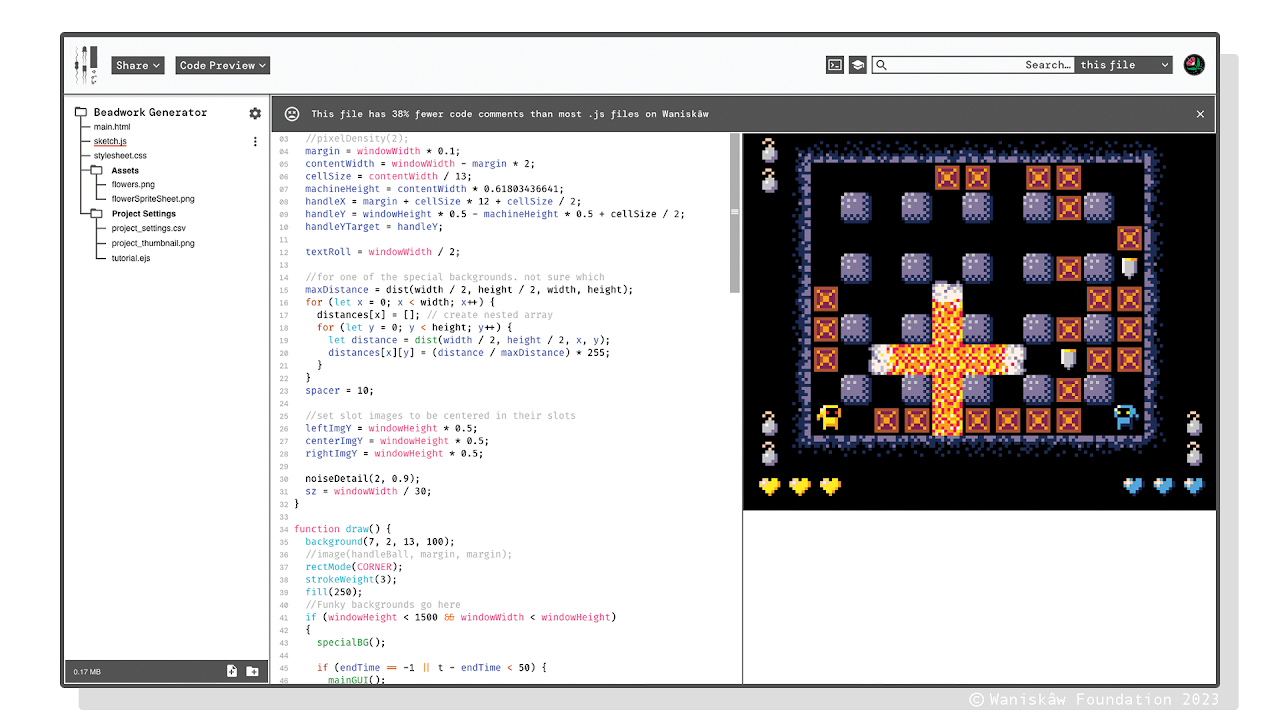 Share
Code Preview
Search…
this file
Beadwork Generator
main.html
sketch.js
stylesheet.css
Assets
flowers.png
flowerSpriteSheet.png
Project Settings
project_settings.csv
project_thumbnail.png
tutorial.ejs
0.17 MB
This file has 38% fewer code comments than most .js files on Waniskâw
03 //pixelDensity(2);
04 margin = windowWidth * 0.1;
05 contentWidth = windowWidth - margin * 2;
06 cellSize = contentWidth / 13;
07 machineHeight = contentWidth * 0.61803436641;
08 handleX = margin + cellSize * 12 + cellSize / 2;
09 handleY = windowHeight * 0.5 - machineHeight * 0.5 + cellSize / 2;
10 handleYTarget = handleY;
11
12 textRoll = windowWidth / 2;
13
14 //for one of the special backgrounds. not sure which
15 maxDistance = dist(width / 2, height / 2, width, height);
16 for (let x = 0; x < width; x++) {
17 distances[x] = []; // create nested array
18 for (let y = 0; y < height; y++) {
19 let distance = dist(width / 2, height / 2, x, y);
20 distances[x][y] = (distance / maxDistance) * 255;
21 }
22 }
23 spacer = 10;
24
25 //set slot images to be centered in their slots
26 leftImgY = windowHeight * 0.5;
27 centerImgY = windowHeight * 0.5;
28 rightImgY = windowHeight * 0.5;
29
30 noiseDetail(2, 0.9);
31 sz = windowWidth / 30;
32 }
33
34 function draw() {
35 background(7, 2, 13, 100);
36 //image(handleBall, margin, margin);
37 rectMode(CORNER);
38 strokeWeight(3);
39 fill(250);
40 //Funky backgrounds go here
41 if (windowHeight < 1500 && windowWidth < windowHeight)
42 {
43 specialBG();
44
45 if (endTime == -1 || t - endTime < 50) {
46 mainGUI();
© Waniskâw Foundation 2023